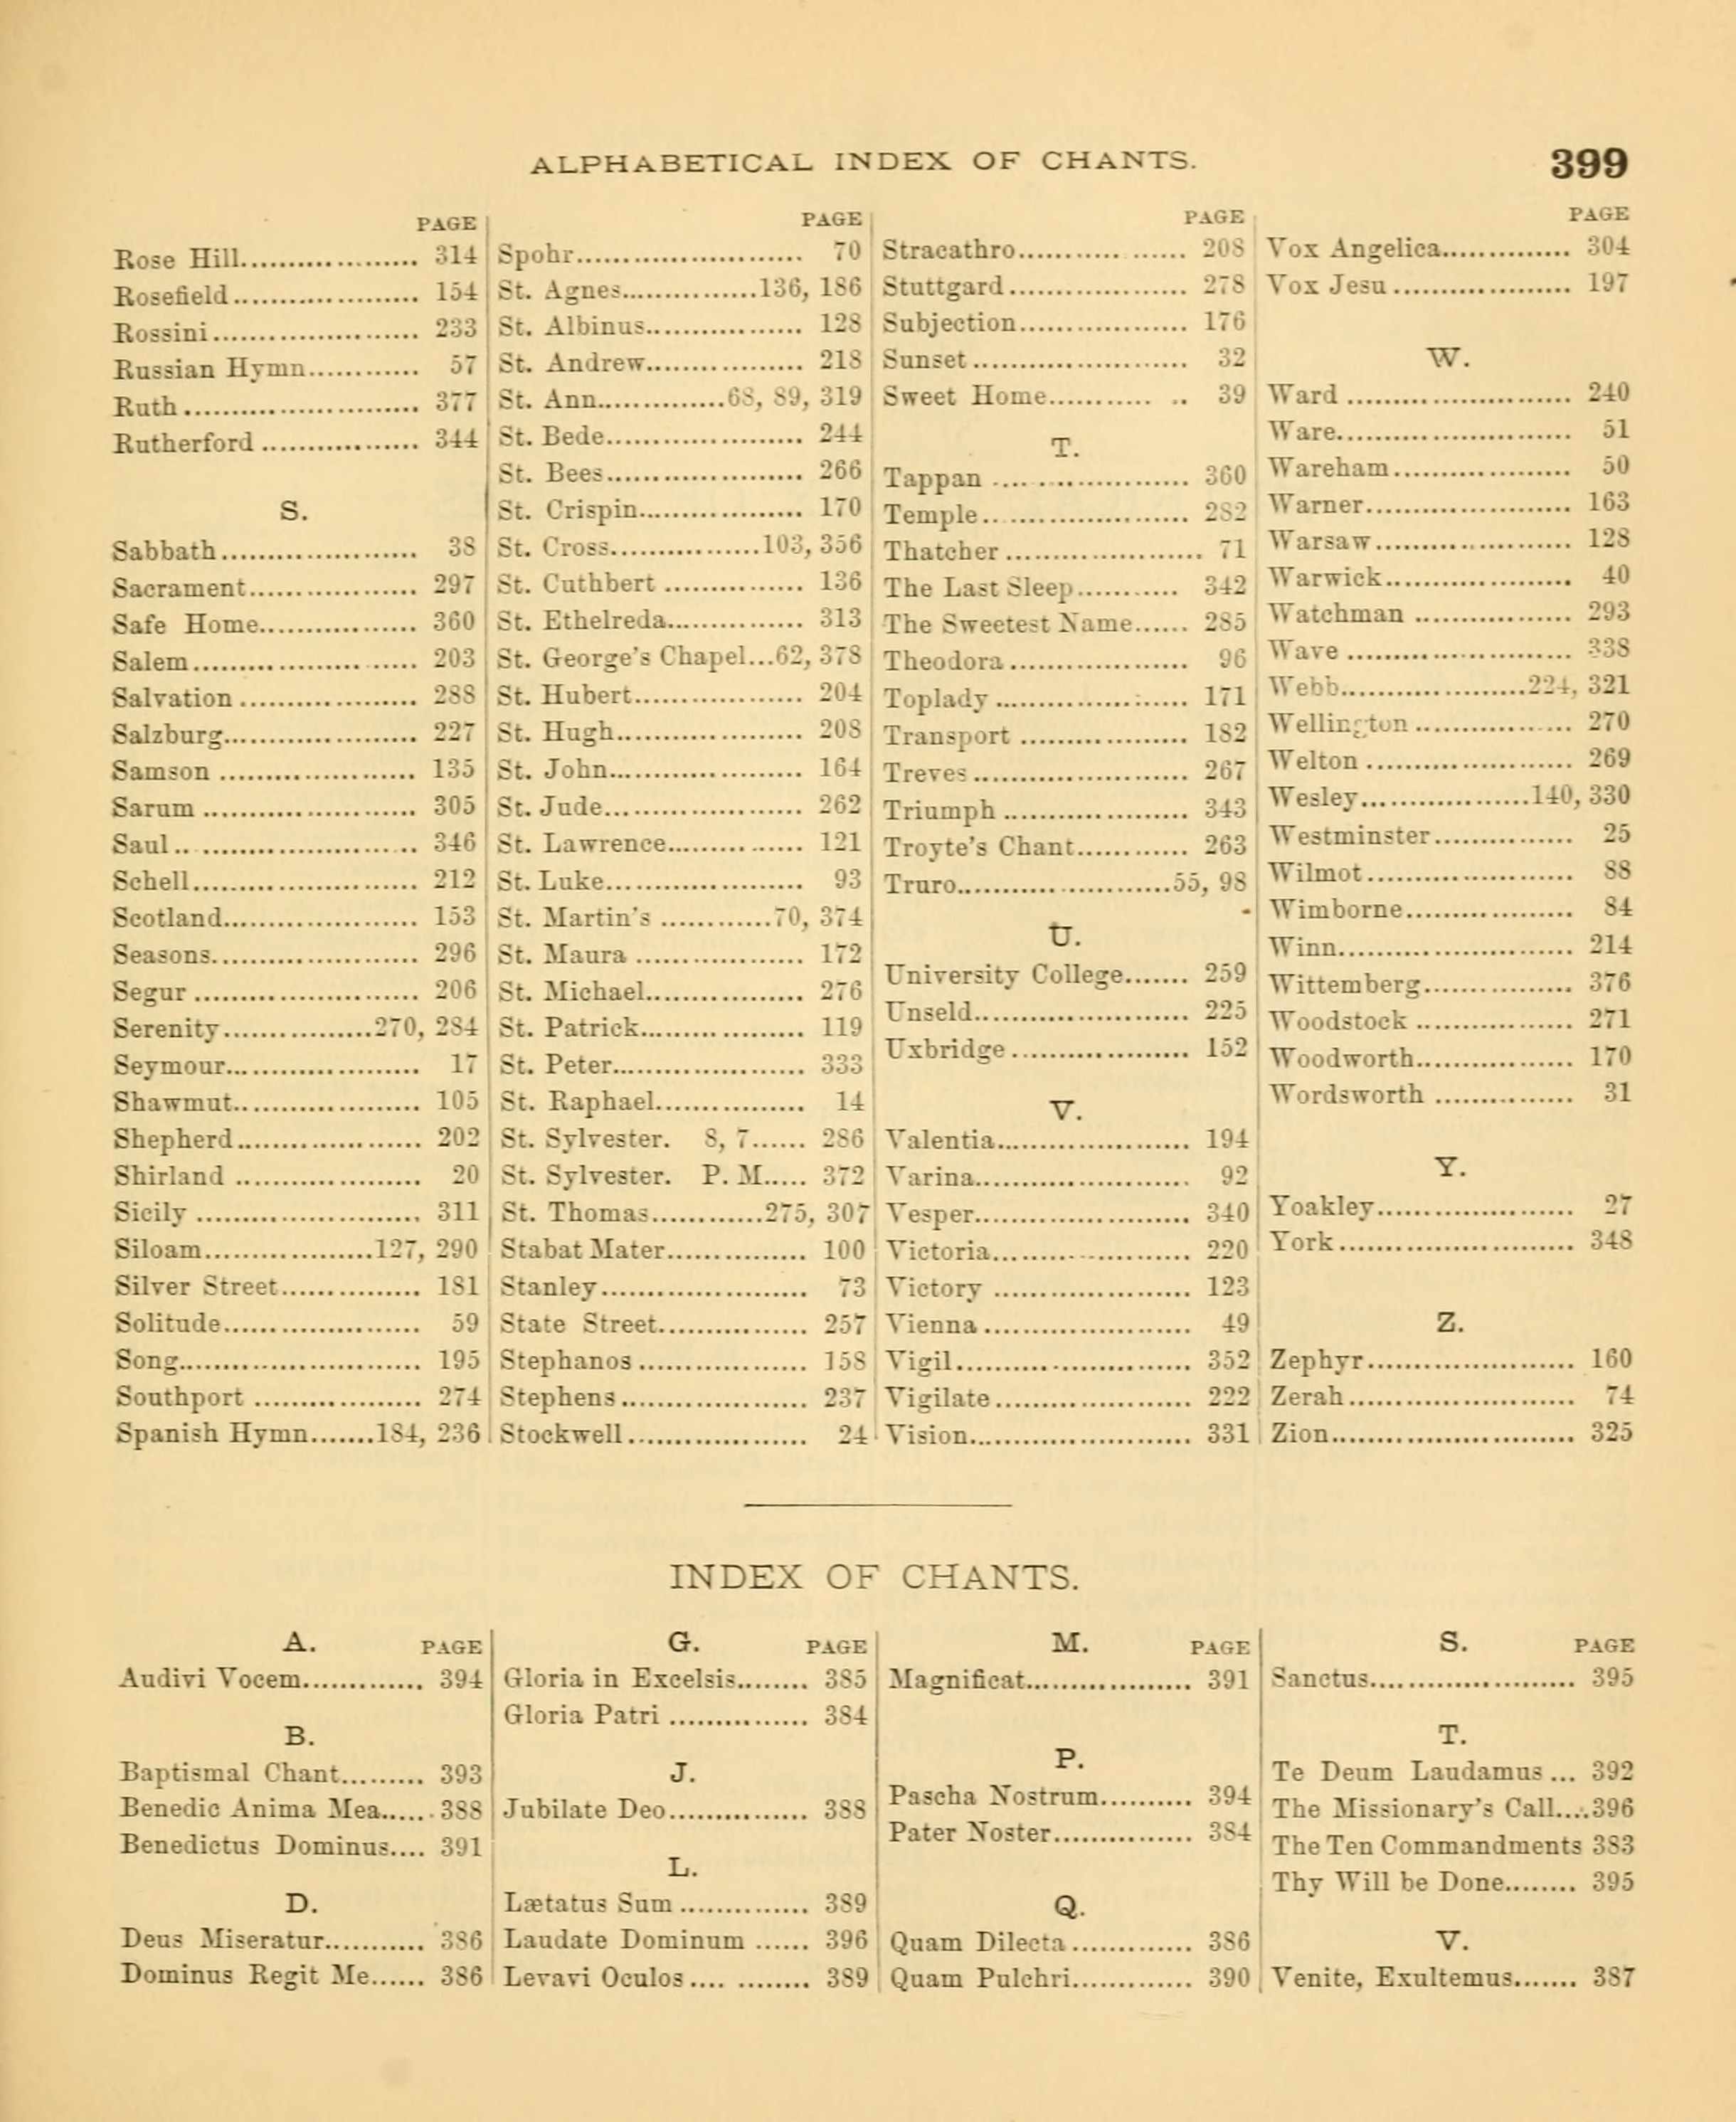 ALPHABETICAL INDEX OF CHANTS.
399
PAGE
Rose Hill.................... 314
Rosefield.................... 154
Rossini...................... 233
Russian Hymn............ 57
Ruth.......................... 377
Rutherford................. 344
S.
Sabbath..................... 38
Sacrament.................. 297
Safe Home................. 360
Salem........................ 203
Salvation.................... 288
Salzburg..................... 227
Samson...................... 135
Sarum........................ 305
Saul.......................... 346
Schell........................ 212
Scotland..................... 153
Seasons...................... 296
Segur......................... 206
Serenity................270, 284
Seymour..................... 17
Shawmut.................... 105
Shepherd.................... 202
Shirland..................... 20
Sicily......................... 311
Siloam..................127, 290
Silver Street............... 181
Solitude...................... 59
Song.......................... 195
Southport................... 274
Spanish Hymn.......184, 236
PAGE
Spohr........................ 70
St. Agnes...............136, 186
St. Albinus................. 128
St. Andrew................. 218
St. Ann..............68, 89, 319
St. Bede..................... 244
St. Bees..................... 266
St. Crispin.................. 170
St. Cross................103, 356
St. Cuthbert............... 136
St. Ethelreda.............. 313
St. George's Chapel...62, 378
St. Hubert.................. 204
St. Hugh.................... 208
St. John..................... 164
St. Jude..................... 262
St. Lawrence.............. 121
St. Luke..................... 93
St. Martin's............70, 374
St. Maura.................. 172
St. Michael................. 276
St. Patrick.................. 119
St. Peter..................... 333
St. Raphael................ 14
St. Sylvester. 8, 7...... 286
St. Sylvester. P. M..... 372
St. Thomas............275, 307
Stabat Mater............... 100
Stanley....................... 73
State Street................ 257
Stephanos................... 158
Stephens.................... 237
Stockwell................... 24
PAGE
Stracathro.................. 208
Stuttgard................... 278
Subjection.................. 176
Sunset....................... 32
Sweet Home............... 39
T.
Tappan...................... 360
Temple...................... 282
Thatcher.................... 71
The Last Sleep........... 342
The Sweetest Name...... 285
Theodora................... 96
Toplady..................... 171
Transport.................. 182
Treves....................... 267
Triumph.................... 343
Troyte's Chant............ 263
Truro.......................55, 98
U.
University College....... 259
Unseld....................... 225
Uxbridge.................... 152
V.
Valentia..................... 194
Varina....................... 92
Vesper....................... 340
Victoria...................... 220
Victory...................... 123
Vienna....................... 49
Vigil.......................... 352
Vigilate...................... 222
Vision........................ 331
PAGE
Vox Angelica.............. 304
Vox Jesu................... 197
W.
Ward........................ 240
Ware......................... 51
Wareham................... 50
Warner...................... 163
Warsaw..................... 128
Warwick.................... 40
Watchman................. 293
Wave........................ 338
Webb....................224, 321
Wellington................. 270
Welton...................... 269
Wesley..................140, 330
Westminster............... 25
Wilmot...................... 88
Wimborne.................. 84
Winn......................... 214
Wittemberg................ 376
Woodstock................. 271
Woodworth................. 170
Wordsworth............... 31
Y.
Yoakley..................... 27
York......................... 348
Z.
Zephyr...................... 160
Zerah........................ 74
Zion.......................... 325
INDEX OF CHANTS.
A. PAGE
Audivi Vocem............. 394
B.
Baptismal Chant......... 393
Benedic Anima Mea...... 388
Benedictus Dominus.... 391
D.
Deus Miseratur........... 386
Dominus Regit Me...... 386
G. PAGE
Gloria in Excelsis........ 385
Gloria Patri............... 384
J.
Jubilate Deo............... 388
L.
Lætatus Sum.............. 389
Laudate Dominum...... 396
Levavi Oculos............. 389
M. PAGE
Magnificat.................. 391
P.
Pascha Nostrum.......... 394
Pater Noster............... 384
Q.
Quam Dilecta............. 386
Quam Pulchri............. 390
S. PAGE
Sanctus...................... 395
T.
Te Deum Laudamus... 392
The Missionary's Call....396
The Ten Commandments 383
Thy Will be Done........ 395
V.
Venite, Exultemus....... 387